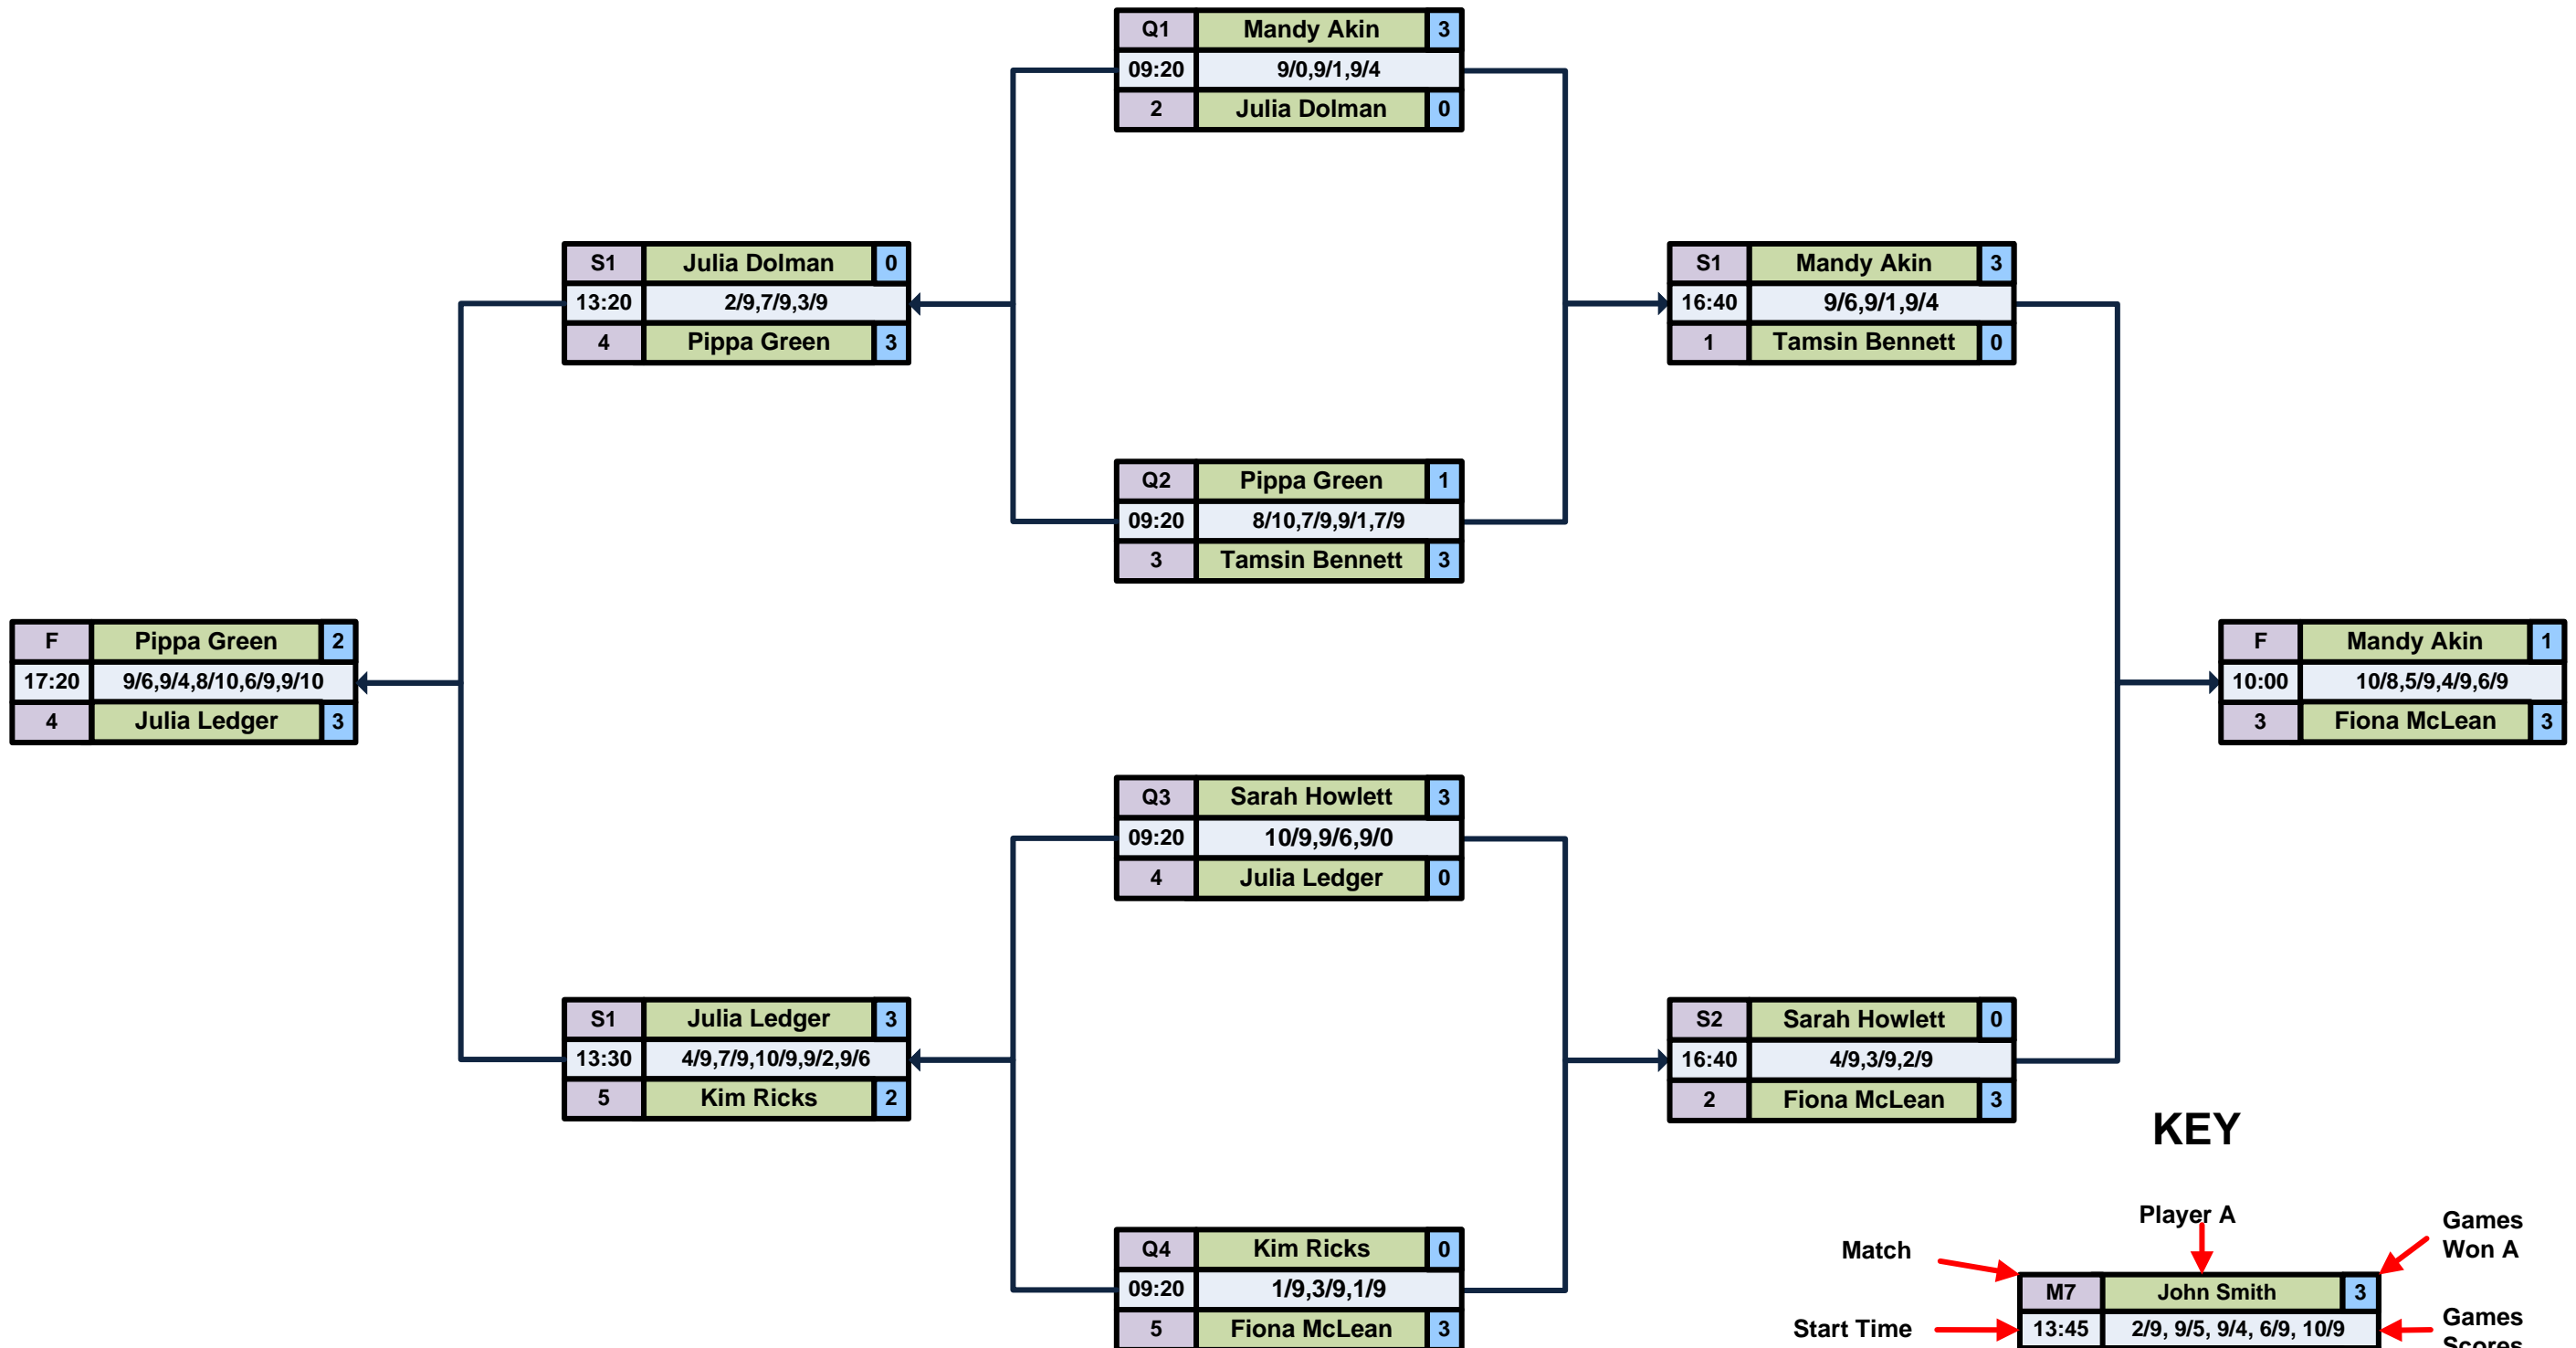 Q1 Mandy Akin 3
09:20 9/0,9/1,9/4
2 Julia Dolman 0
S1 Julia Dolman 0
13:20 2/9,7/9,3/9
4 Pippa Green 3
S1 Mandy Akin 3
16:40 9/6,9/1,9/4
1 Tamsin Bennett 0
Q2 Pippa Green 1
09:20 8/10,7/9,9/1,7/9
3 Tamsin Bennett 3
F Pippa Green 2
17:20 9/6,9/4,8/10,6/9,9/10
4 Julia Ledger 3
F Mandy Akin 1
10:00 10/8,5/9,4/9,6/9
3 Fiona McLean 3
Q3 Sarah Howlett 3
09:20 10/9,9/6,9/0
4 Julia Ledger 0
S1 Julia Ledger 3
13:30 4/9,7/9,10/9,9/2,9/6
5 Kim Ricks 2
S2 Sarah Howlett 0
16:40 4/9,3/9,2/9
2 Fiona McLean 3
Q4 Kim Ricks 0
09:20 1/9,3/9,1/9
5 Fiona McLean 3
KEY
Player A
Games
Won A
Match
M7 John Smith 3
Start Time
13:45 2/9, 9/5, 9/4, 6/9, 10/9
Games
Scores